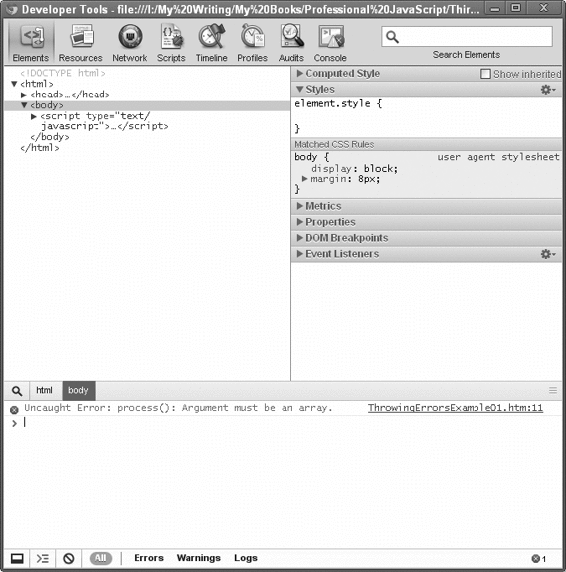 Developer Tools - file:///I:/My%20Writing/My%20Books/Professional%20JavaScript/Thir...
Elements Resources Network Scripts Timeline Profiles Audits Console
Search Elements
<!DOCTYPE html>
▼<html>
▶<head>…</head>
▼<body>
▶<script type="text/
javascript">…</script>
</body>
</html>
▶Computed Style Show inherited
▼Styles
element.style {
}
Matched CSS Rules
body { user agent stylesheet
display: block;
▶margin: 8px;
}
▶Metrics
▶Properties
▶DOM Breakpoints
▶Event Listeners
html body
Uncaught Error: process(): Argument must be an array. ThrowingErrorsExample01.htm:11
>
All Errors Warnings Logs 1